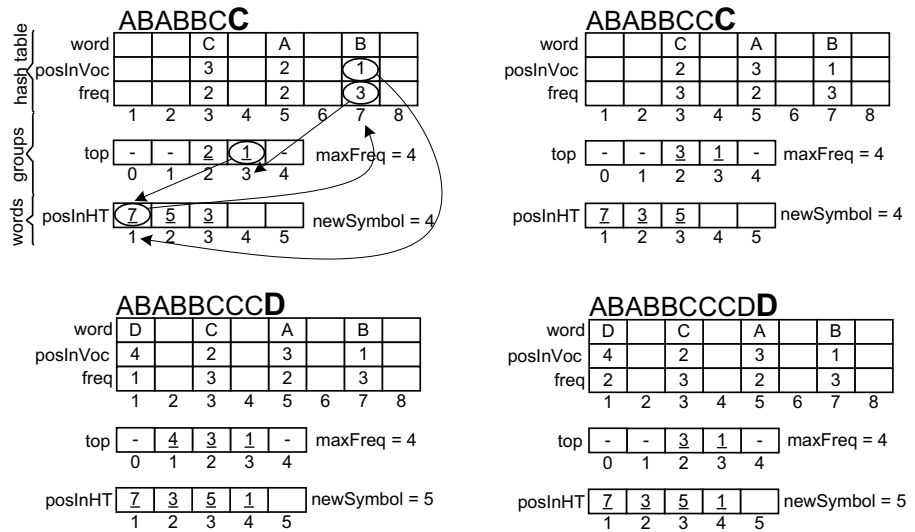 ABABBCC
word C A B
posInVoc 3 2 1
freq 2 2 3
1 2 3 4 5 6 7 8
top - - 2 1 - maxFreq = 4
0 1 2 3 4
posInHT 7 5 3 newSymbol = 4
1 2 3 4 5
hash table
groups
words
ABABBCCC
word C A B
posInVoc 2 3 1
freq 3 2 3
1 2 3 4 5 6 7 8
top - - 3 1 - maxFreq = 4
0 1 2 3 4
posInHT 7 3 5 newSymbol = 4
1 2 3 4 5
ABABBCCCD
word D C A B
posInVoc 4 2 3 1
freq 1 3 2 3
1 2 3 4 5 6 7 8
top - 4 3 1 - maxFreq = 4
0 1 2 3 4
posInHT 7 3 5 1 newSymbol = 5
1 2 3 4 5
ABABBCCCDD
word D C A B
posInVoc 4 2 3 1
freq 2 3 2 3
1 2 3 4 5 6 7 8
top - - 3 1 - maxFreq = 4
0 1 2 3 4
posInHT 7 3 5 1 newSymbol = 5
1 2 3 4 5